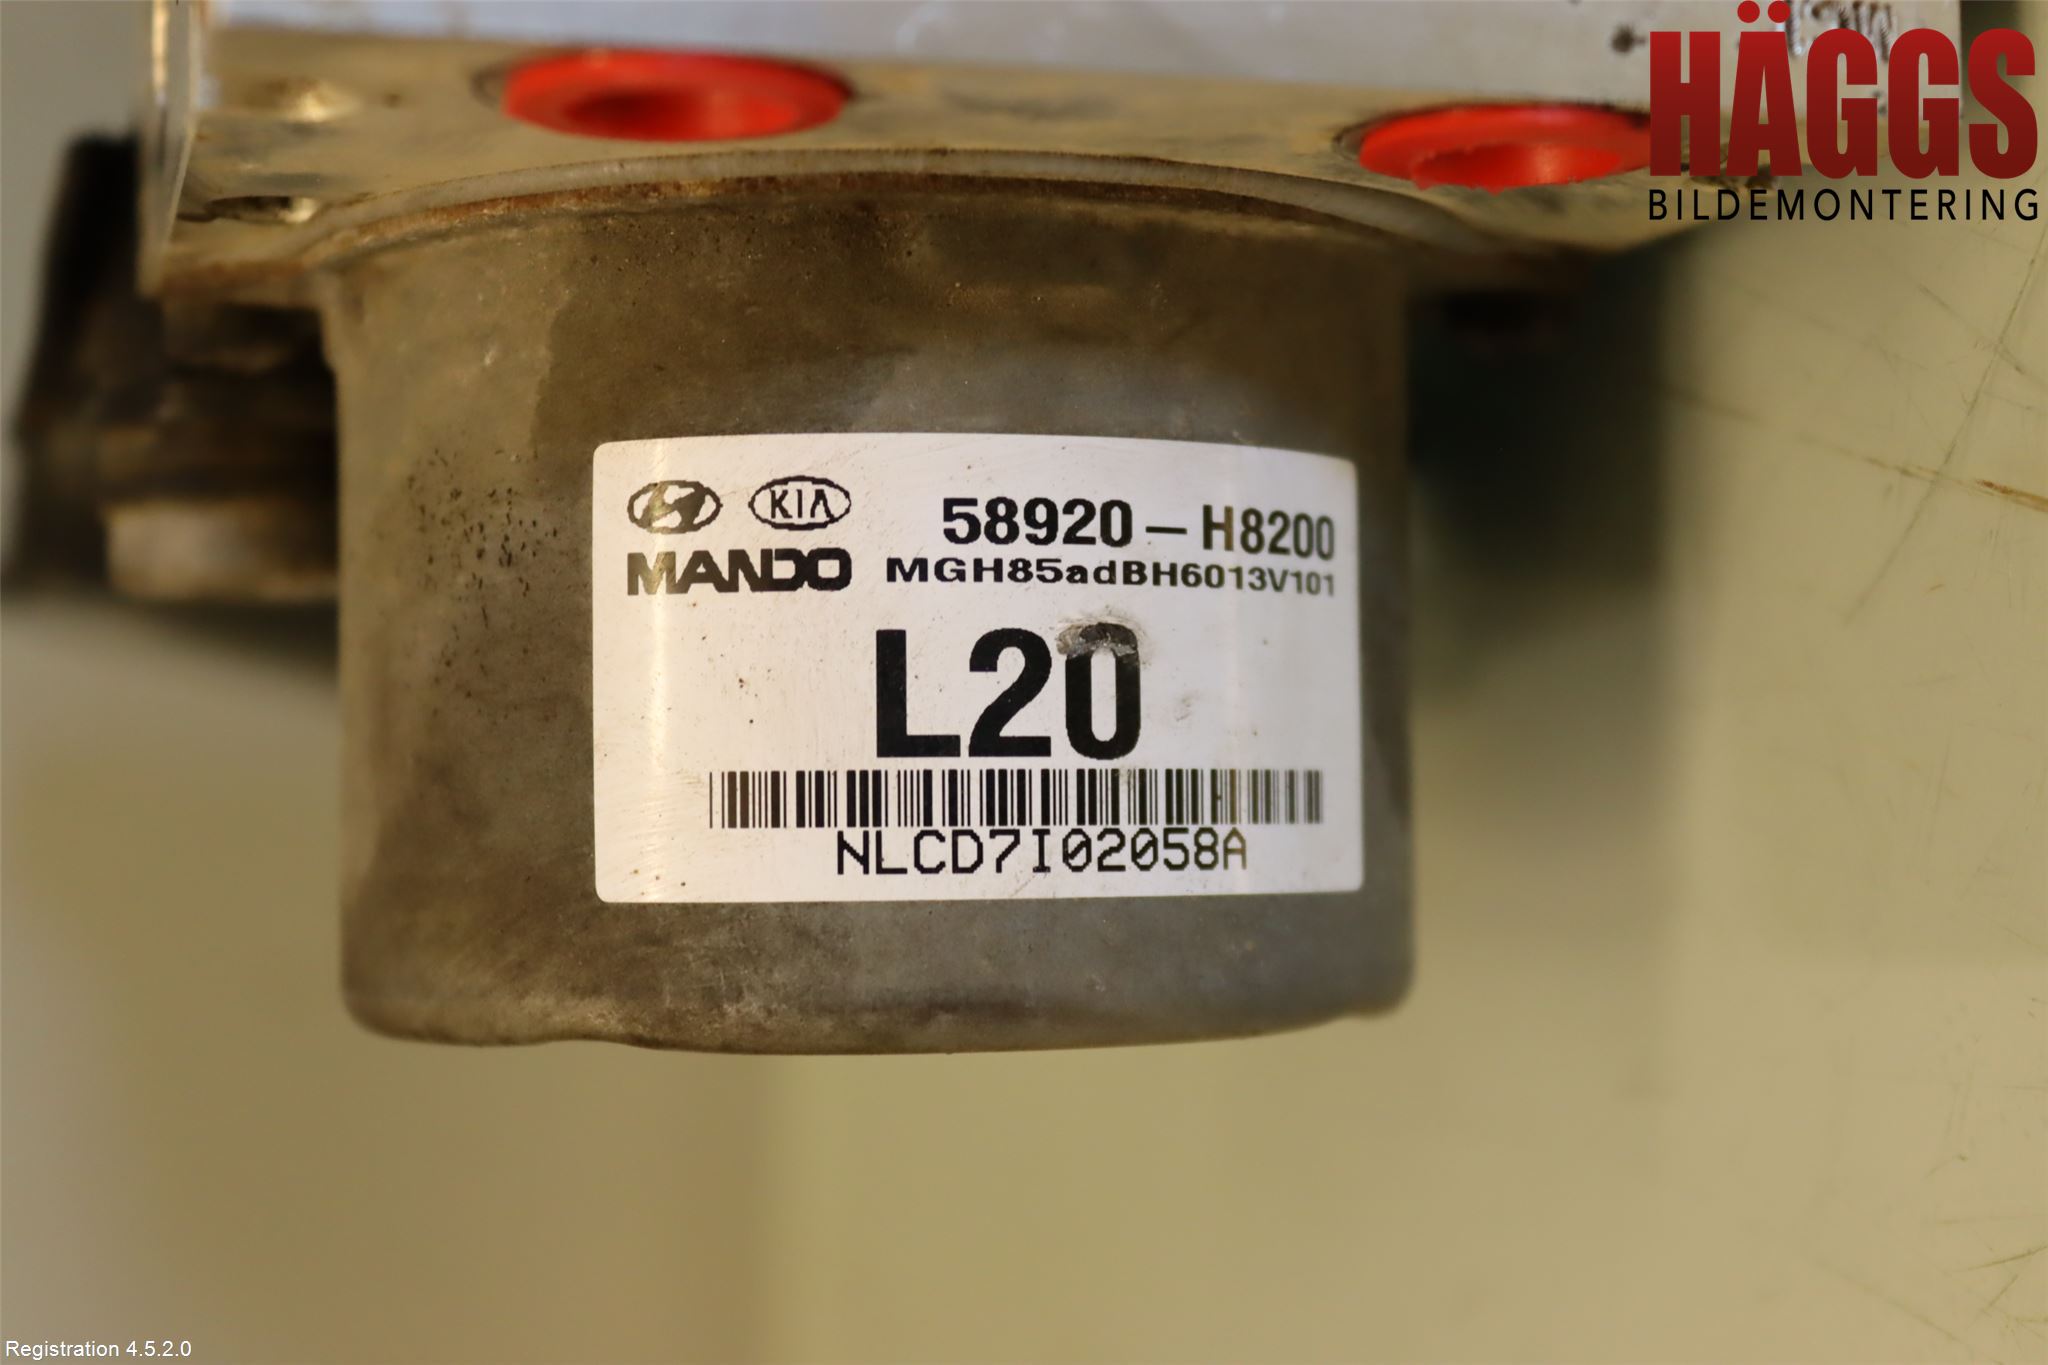 HÄGGS
BILDEMONTERING
KIA
58920-H8200
MANDO
MGH85adBH6013V101
L20
NLCD7I02058A
Registration 4.5.2.0